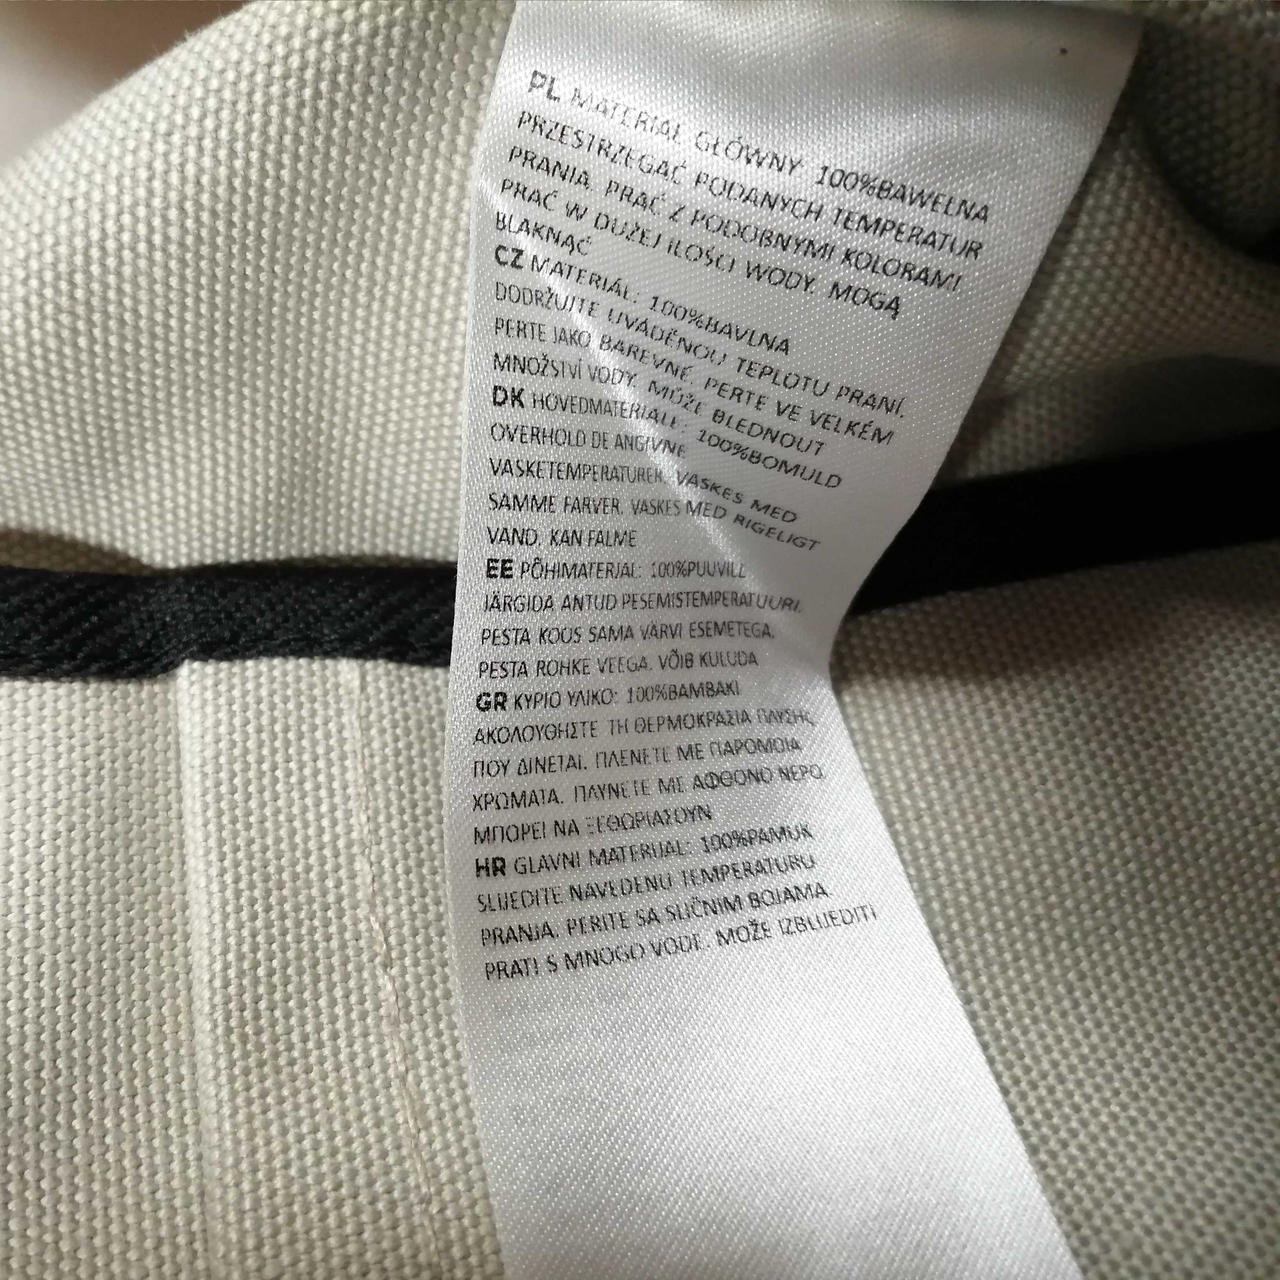 PL MATERIAŁ GŁÓWNY: 100%BAWEŁNA
PRZESTRZEGAĆ PODANYCH TEMPERATUR
PRANIA. PRAĆ Z PODOBNYMI KOLORAMI.
PRAĆ W DUŻEJ ILOŚCI WODY. MOGĄ
BLAKNĄĆ
CZ MATERIÁL: 100%BAVLNA
DODRŽUJTE UVÁDĚNOU TEPLOTU PRANÍ.
PERTE JAKO BAREVNÉ. PERTE VE VELKÉM
MNOŽSTVÍ VODY. MŮŽE BLEDNOUT
DK HOVEDMATERIALE: 100%BOMULD
OVERHOLD DE ANGIVNE
VASKETEMPERATURER. VASKES MED
SAMME FARVER. VASKES MED RIGELIGT
VAND. KAN FALME
EE PÕHIMATERJAL: 100%PUUVILL
JÄRGIDA ANTUD PESEMISTEMPERATUURI.
PESTA KOOS SAMA VÄRVI ESEMETEGA.
PESTA ROHKE VEEGA. VÕIB KULUDA
GR ΚΥΡΙΟ ΥΛΙΚΟ: 100%ΒΑΜΒΑΚΙ
ΑΚΟΛΟΥΘΗΣΤΕ ΤΗ ΘΕΡΜΟΚΡΑΣΙΑ ΠΛΥΣΗΣ
ΠΟΥ ΔΙΝΕΤΑΙ. ΠΛΕΝΕΤΕ ΜΕ ΠΑΡΟΜΟΙΑ
ΧΡΩΜΑΤΑ. ΠΛΥΝΕΤΕ ΜΕ ΑΦΘΟΝΟ ΝΕΡΟ.
ΜΠΟΡΕΙ ΝΑ ΞΕΘΩΡΙΑΣΟΥΝ
HR GLAVNI MATERIJAL: 100%PAMUK
SLIJEDITE NAVEDENU TEMPERATURU
PRANJA. PERITE SA SLIČNIM BOJAMA.
PRATI S MNOGO VODE. MOŽE IZBLIJEDITI